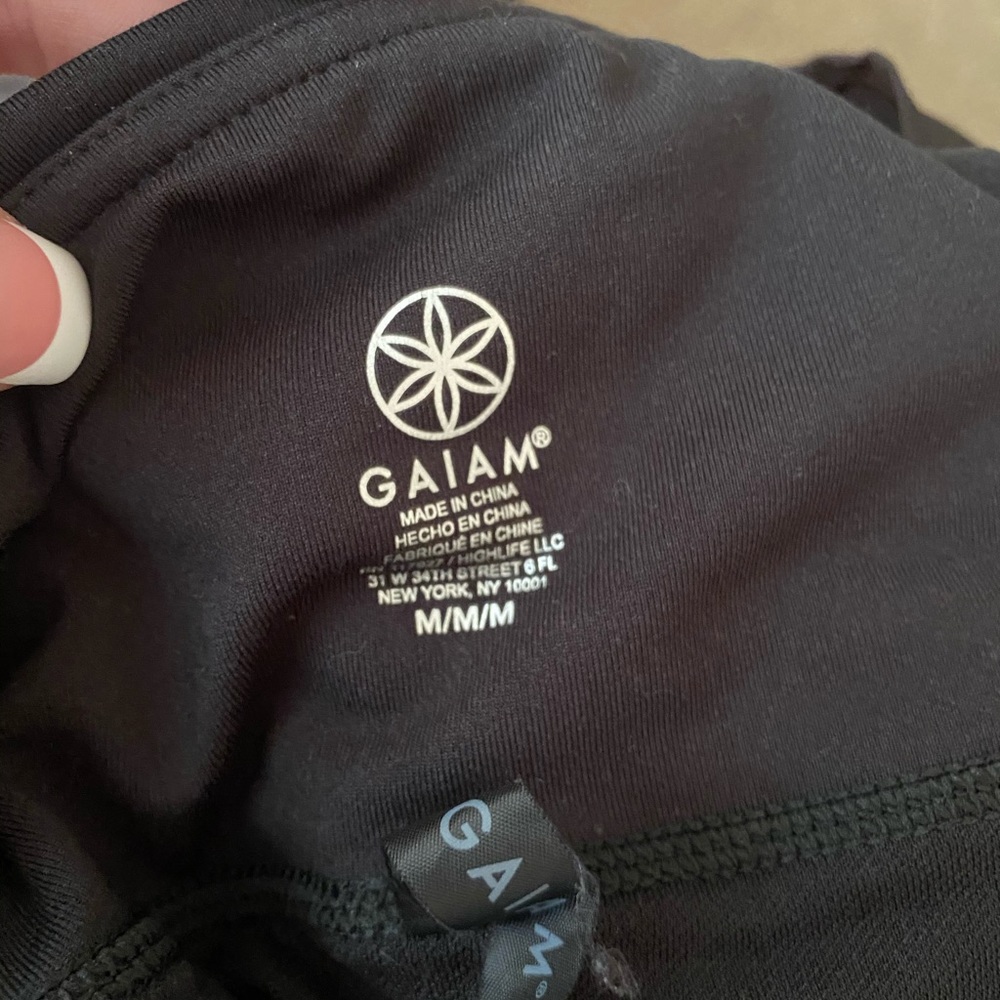 GAIAM®
MADE IN CHINA
HECHO EN CHINA
FABRIQUÉ EN CHINE
/ HIGHLIFE LLC
31 W 34TH STREET 6 FL
NEW YORK, NY 10001
M/M/M
GAIAM®